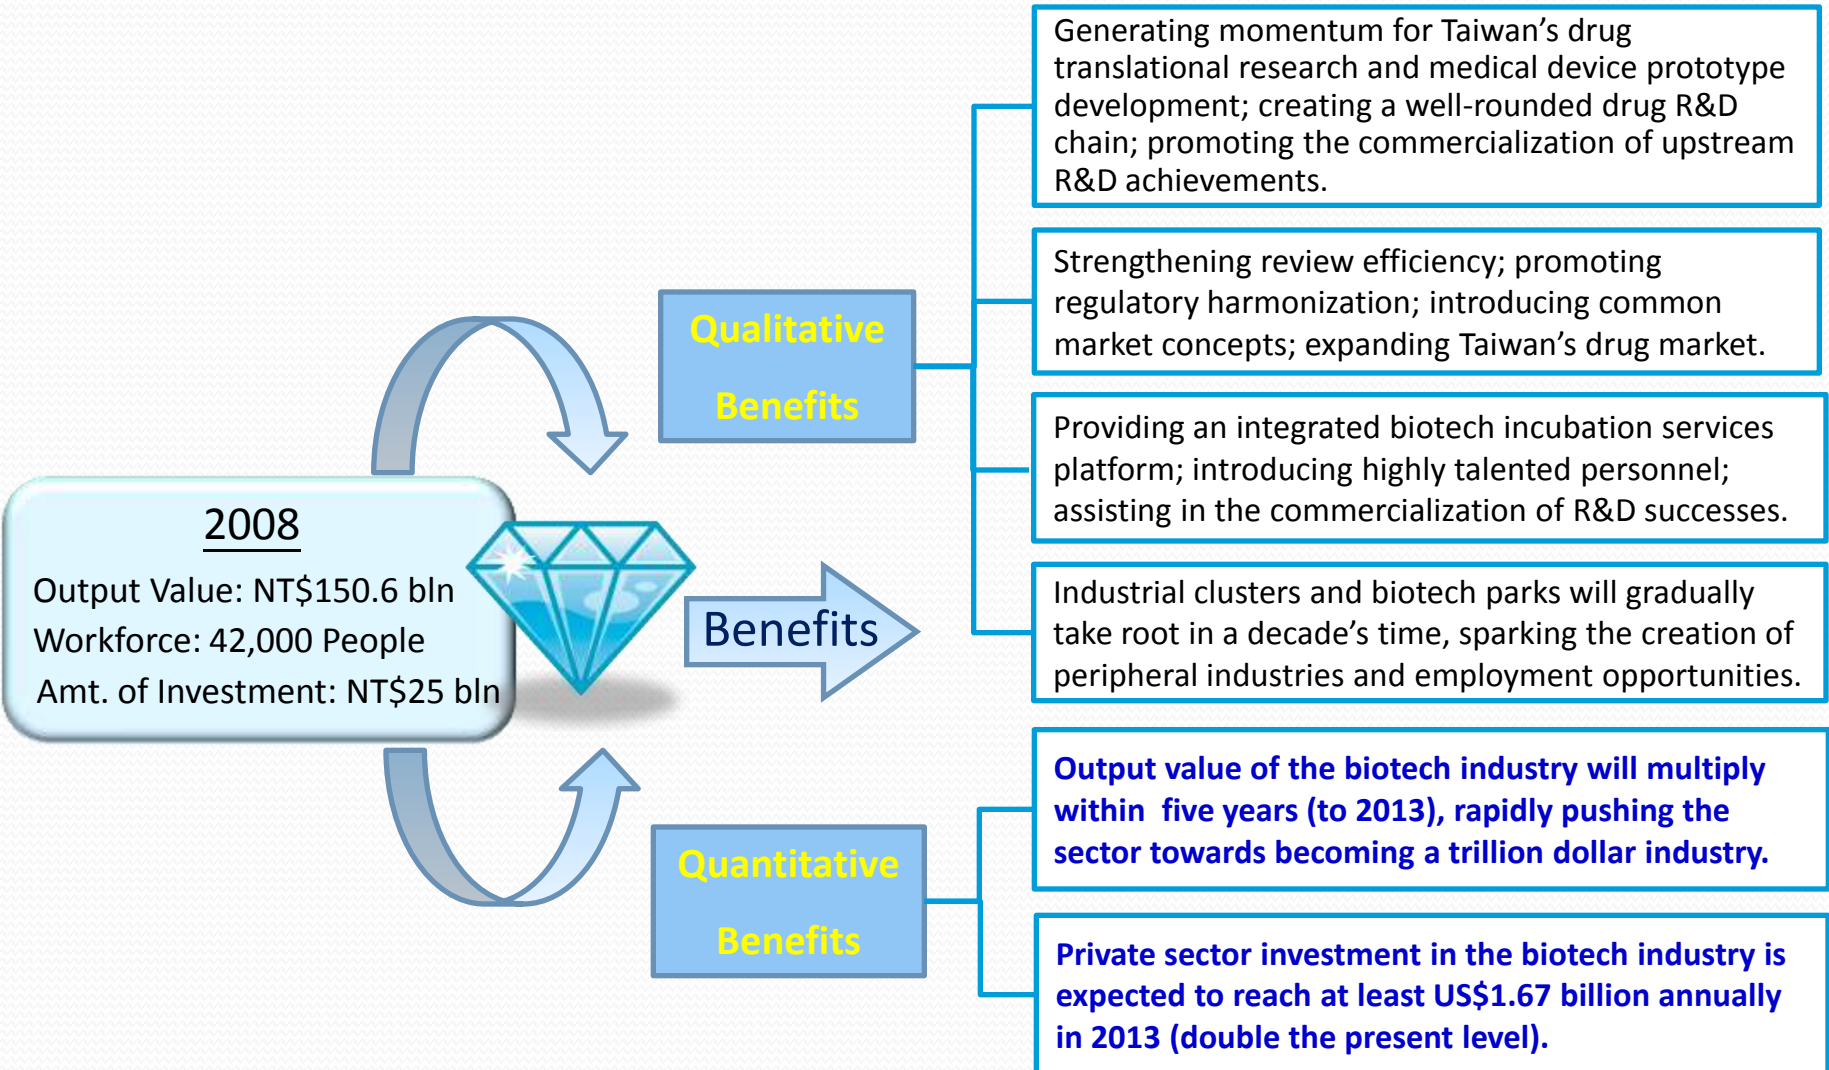 2008
Output Value: NT$150.6 bln
Workforce: 42,000 People
Amt. of Investment: NT$25 bln
Benefits
Qualitative
Benefits
Generating momentum for Taiwan’s drug
translational research and medical device prototype
development; creating a well-rounded drug R&D
chain; promoting the commercialization of upstream
R&D achievements.
Strengthening review efficiency; promoting
regulatory harmonization; introducing common
market concepts; expanding Taiwan’s drug market.
Providing an integrated biotech incubation services
platform; introducing highly talented personnel;
assisting in the commercialization of R&D successes.
Industrial clusters and biotech parks will gradually
take root in a decade’s time, sparking the creation of
peripheral industries and employment opportunities.
Quantitative
Benefits
Output value of the biotech industry will multiply
within five years (to 2013), rapidly pushing the
sector towards becoming a trillion dollar industry.
Private sector investment in the biotech industry is
expected to reach at least US$1.67 billion annually
in 2013 (double the present level).